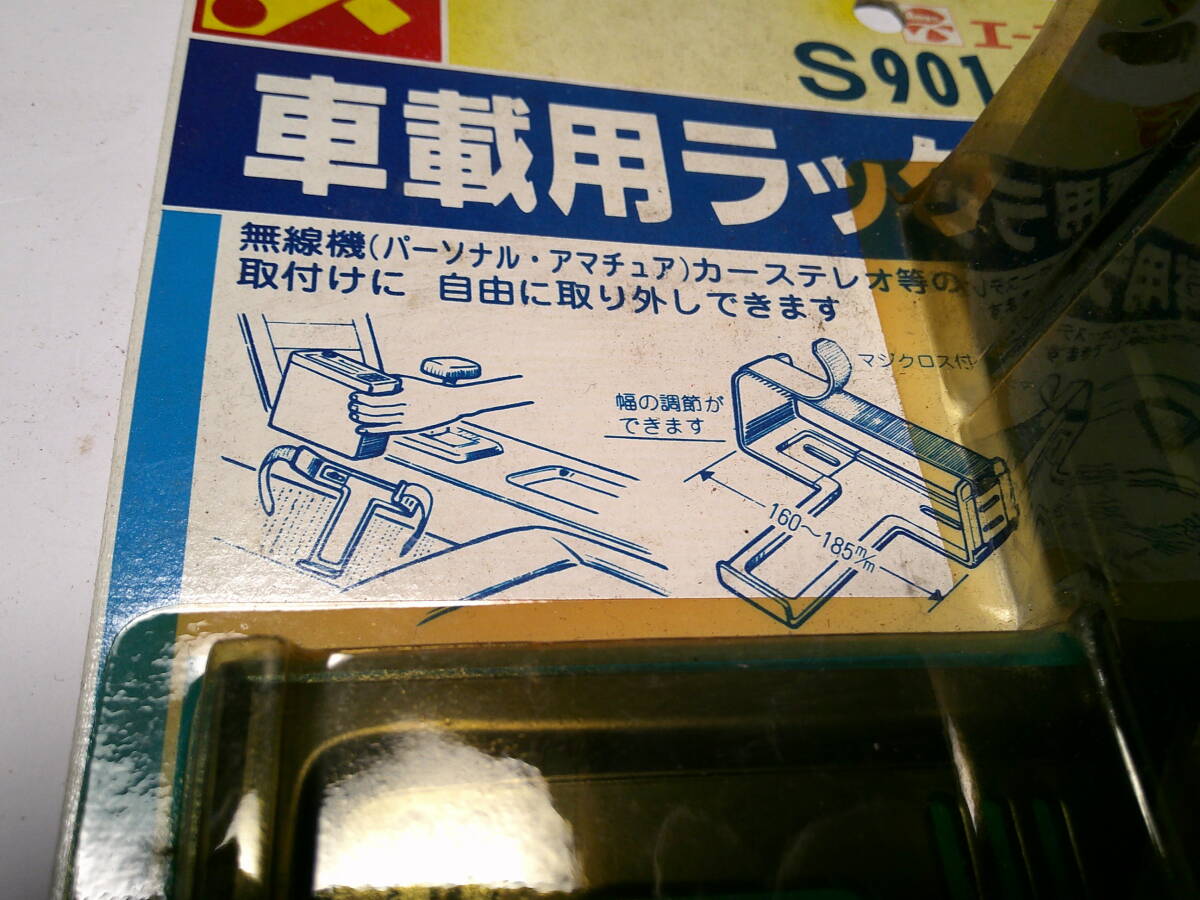 エー
S901
車載用ラック
無線機(パーソナル・アマチュア)カーステレオ等の
取付けに 自由に取り外しできます
マジクロス付
幅の調節が
できます
160〜185m/m